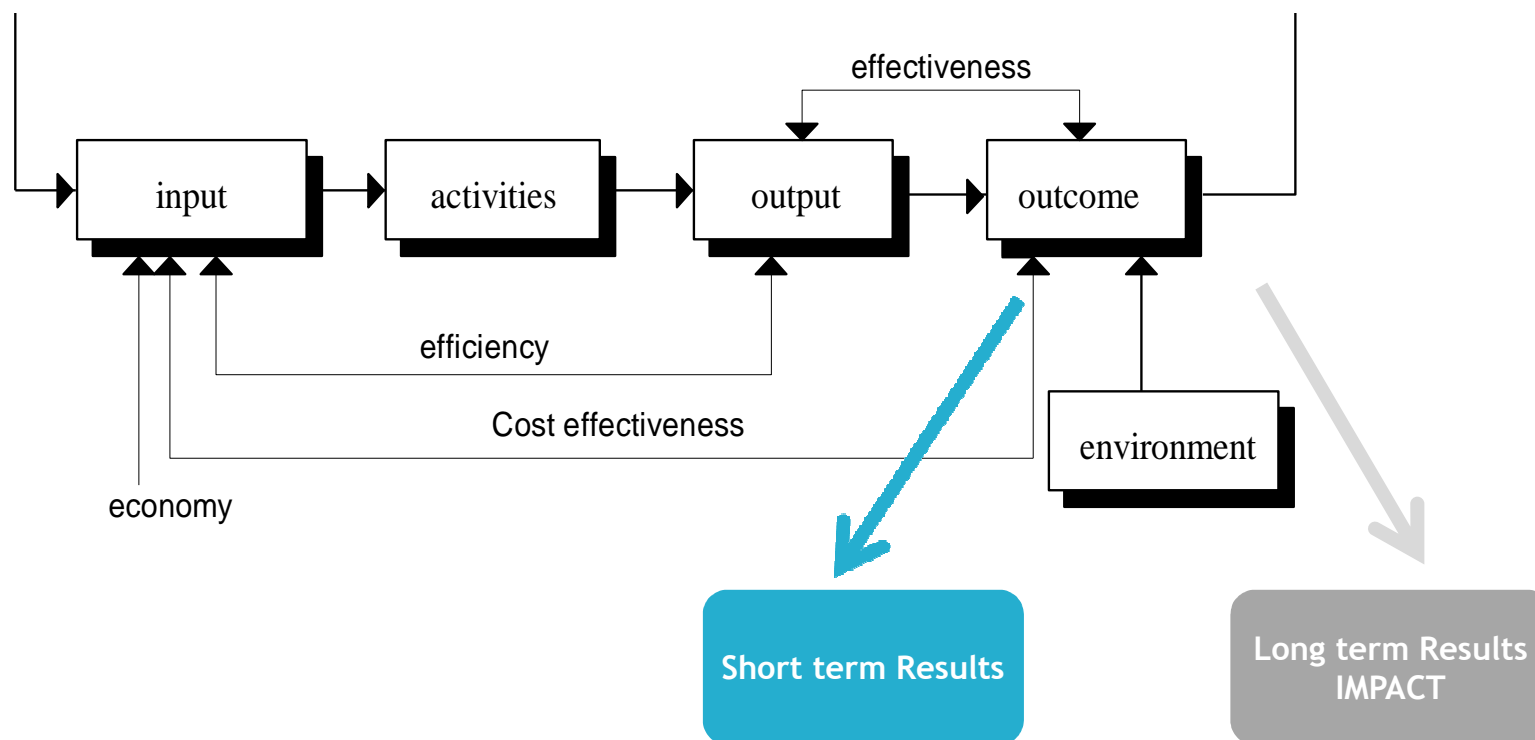 effectiveness
input
activities
output
outcome
efficiency
Cost effectiveness
environment
economy
Short term Results
Long term Results
IMPACT